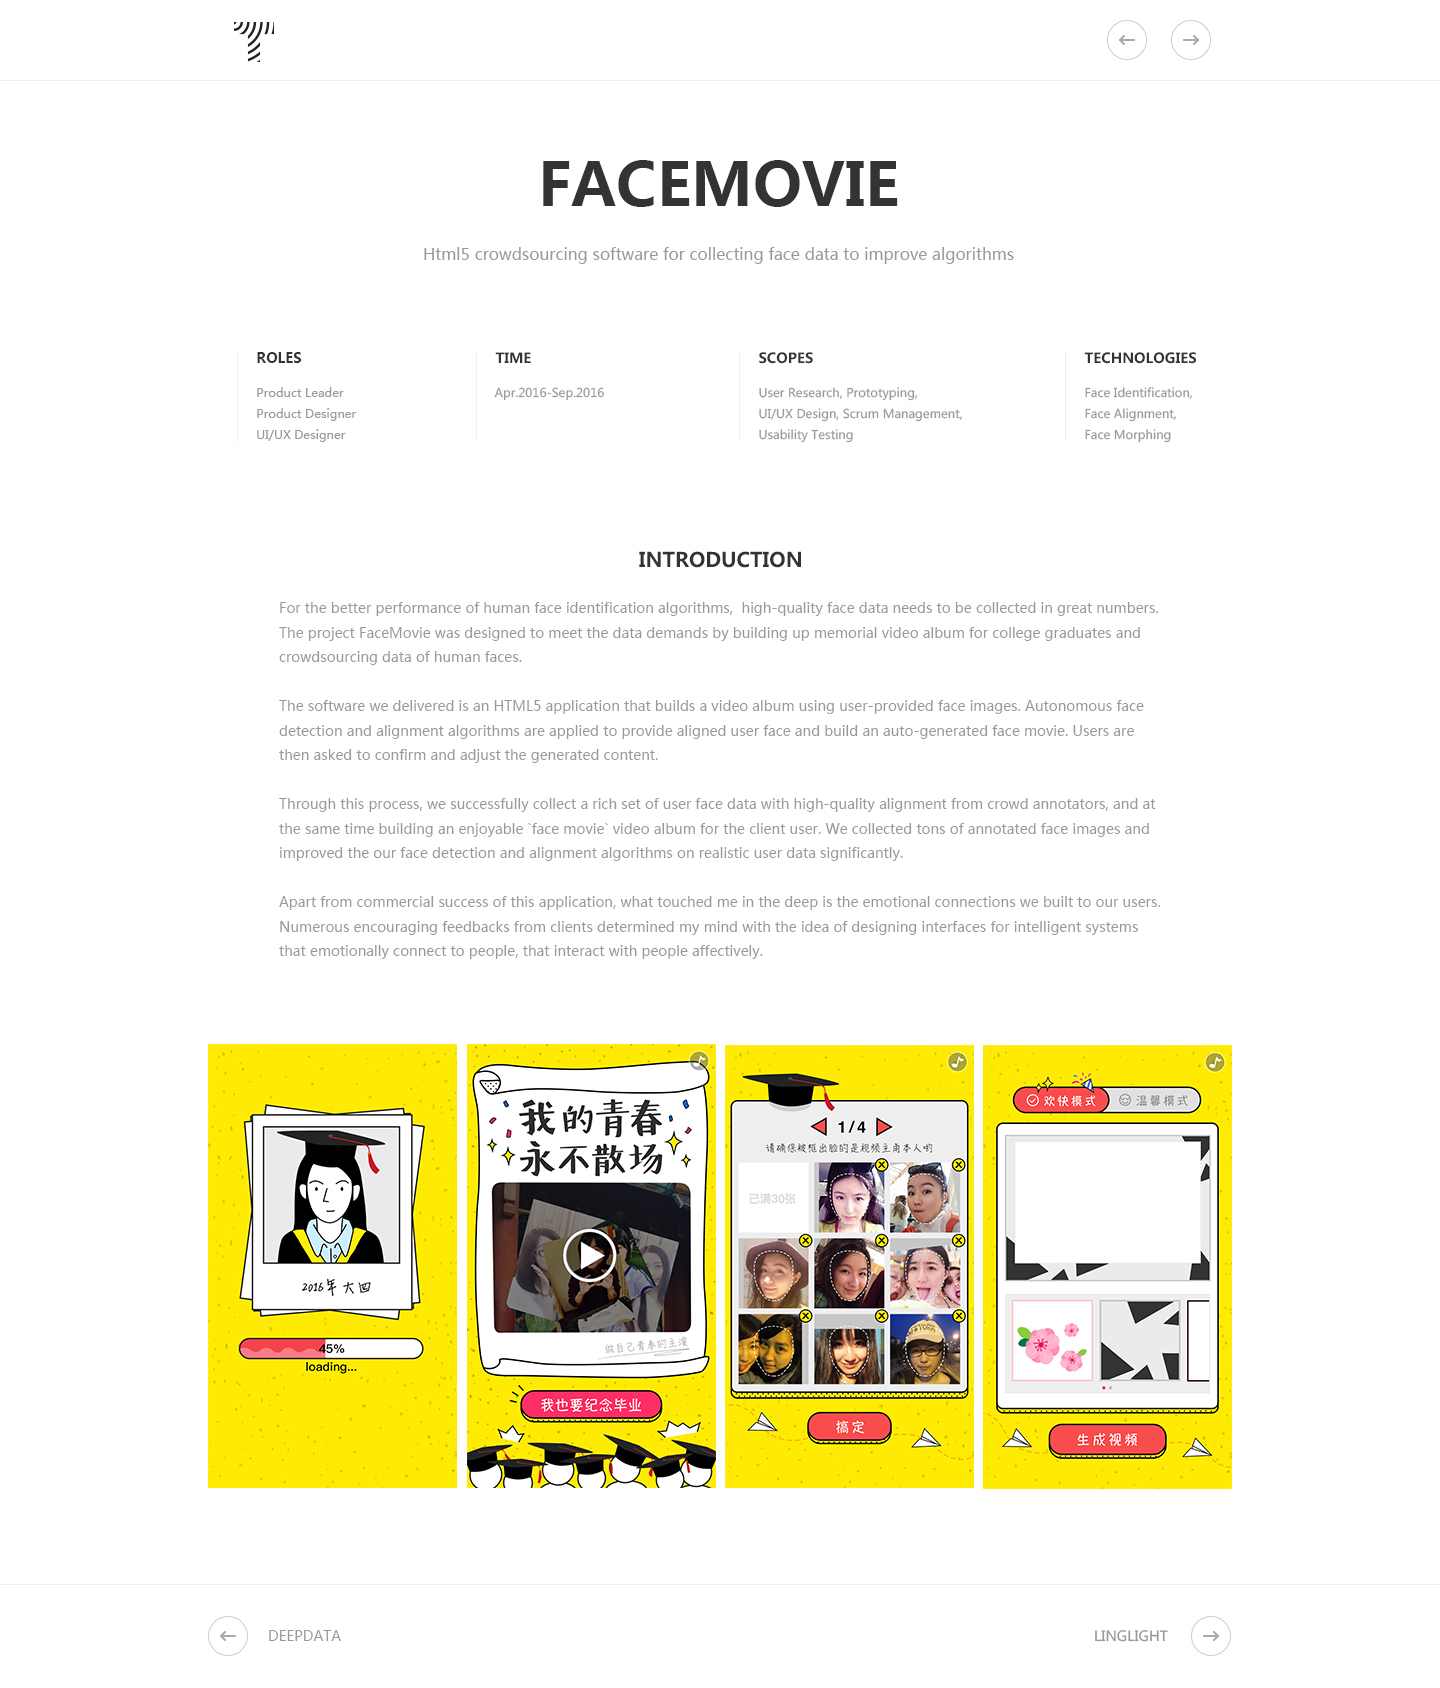 FACEMOVIE
Html5 crowdsourcing software for collecting face data to improve algorithms
ROLES
Product Leader
Product Designer
UI/UX Designer
TIME
Apr.2016-Sep.2016
SCOPES
User Research, Prototyping,
UI/UX Design, Scrum Management,
Usability Testing
TECHNOLOGIES
Face Identification,
Face Alignment,
Face Morphing
INTRODUCTION
For the better performance of human face identification algorithms,  high-quality face data needs to be collected in great numbers.
The project FaceMovie was designed to meet the data demands by building up memorial video album for college graduates and
crowdsourcing data of human faces.
The software we delivered is an HTML5 application that builds a video album using user-provided face images. Autonomous face
detection and alignment algorithms are applied to provide aligned user face and build an auto-generated face movie. Users are
then asked to confirm and adjust the generated content.
Through this process, we successfully collect a rich set of user face data with high-quality alignment from crowd annotators, and at
the same time building an enjoyable `face movie` video album for the client user. We collected tons of annotated face images and
improved the our face detection and alignment algorithms on realistic user data significantly.
Apart from commercial success of this application, what touched me in the deep is the emotional connections we built to our users.
Numerous encouraging feedbacks from clients determined my mind with the idea of designing interfaces for intelligent systems
that emotionally connect to people, that interact with people affectively.
2016年大四
45%
loading...
我的青春
永不散场
做自己青春的主演
我也要纪念毕业
1/4
请确保被框出脸的是视频主角本人哟
已满30张
搞定
欢快模式
温馨模式
生成视频
DEEPDATA
LINGLIGHT